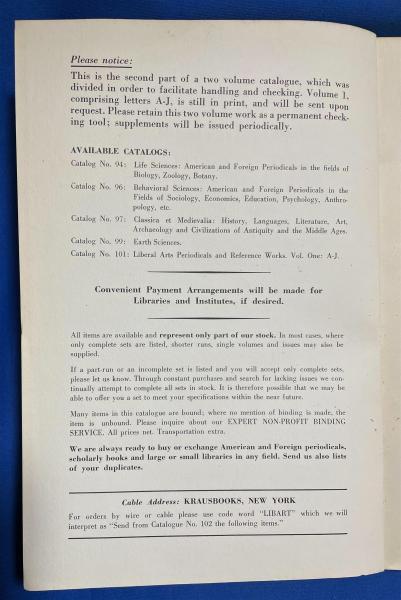 Please notice:
This is the second part of a two volume catalogue, which was
divided in order to facilitate handling and checking. Volume 1,
comprising letters A-J, is still in print, and will be sent upon
request. Please retain this two volume work as a permanent check-
ing tool; supplements will be issued periodically.
AVAILABLE CATALOGS:
Catalog No. 94: Life Sciences: American and Foreign Periodicals in the fields of
Biology, Zoology, Botany.
Catalog No. 96: Behavioral Sciences: American and Foreign Periodicals in the
Fields of Sociology, Economics, Education, Psychology, Anthro-
pology, etc.
Catalog No. 97: Classica et Medievalia: History, Languages, Literature, Art,
Archaeology and Civilizations of Antiquity and the Middle Ages.
Catalog No. 99: Earth Sciences.
Catalog No. 101: Liberal Arts Periodicals and Reference Works. Vol. One: A-J.
Convenient Payment Arrangements will be made for
Libraries and Institutes, if desired.
All items are available and represent only part of our stock. In most cases, where
only complete sets are listed, shorter runs, single volumes and issues may also be
supplied.
If a part-run or an incomplete set is listed and you will accept only complete sets,
please let us know. Through constant purchases and search for lacking issues we con-
tinually attempt to complete all sets in stock. It is therefore possible that we may be
able to offer you a set to meet your specifications within the near future.
Many items in this catalogue are bound; where no mention of binding is made, the
item is unbound. Please inquire about our EXPERT NON-PROFIT BINDING
SERVICE. All prices net. Transportation extra.
We are always ready to buy or exchange American and Foreign periodicals,
scholarly books and large or small libraries in any field. Send us also lists
of your duplicates.
Cable Address: KRAUSBOOKS, NEW YORK
For orders by wire or cable please use code word "LIBART" which we will
interpret as "Send from Catalogue No. 102 the following items."